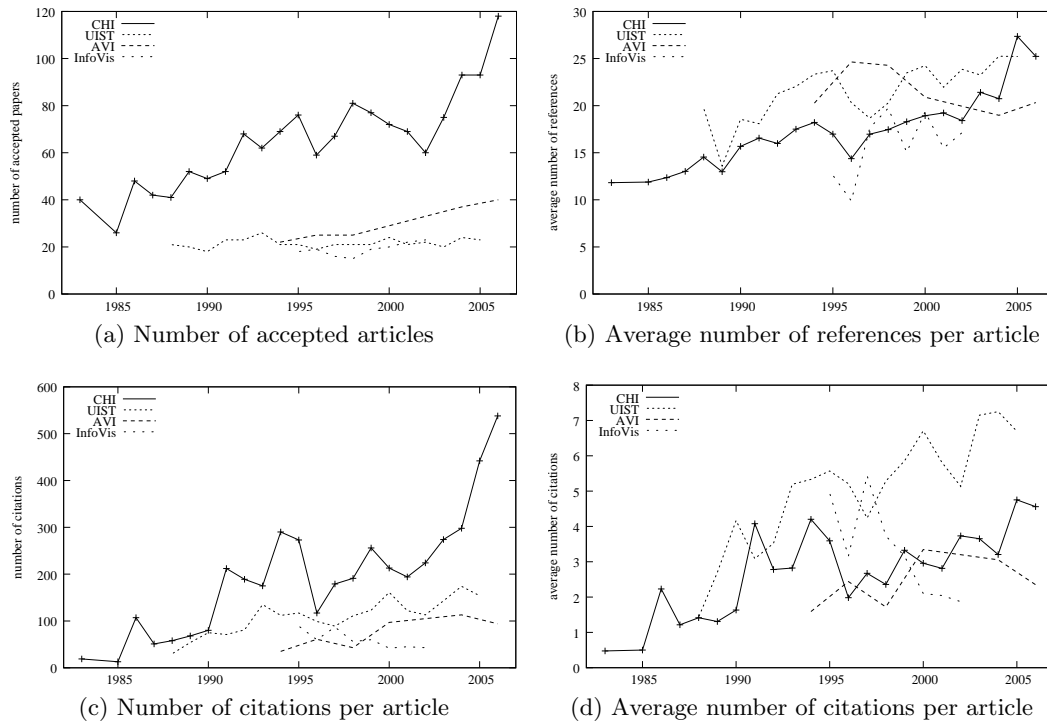 120
100
80
60
40
20
0
number of accepted papers
CHI
UIST
AVI
InfoVis
1985 1990 1995 2000 2005
(a) Number of accepted articles
30
25
20
15
10
5
0
average number of references
CHI
UIST
AVI
InfoVis
1985 1990 1995 2000 2005
(b) Average number of references per article
600
500
400
300
200
100
0
number of citations
CHI
UIST
AVI
InfoVis
1985 1990 1995 2000 2005
(c) Number of citations per article
8
7
6
5
4
3
2
1
0
average number of citations
CHI
UIST
AVI
InfoVis
1985 1990 1995 2000 2005
(d) Average number of citations per article